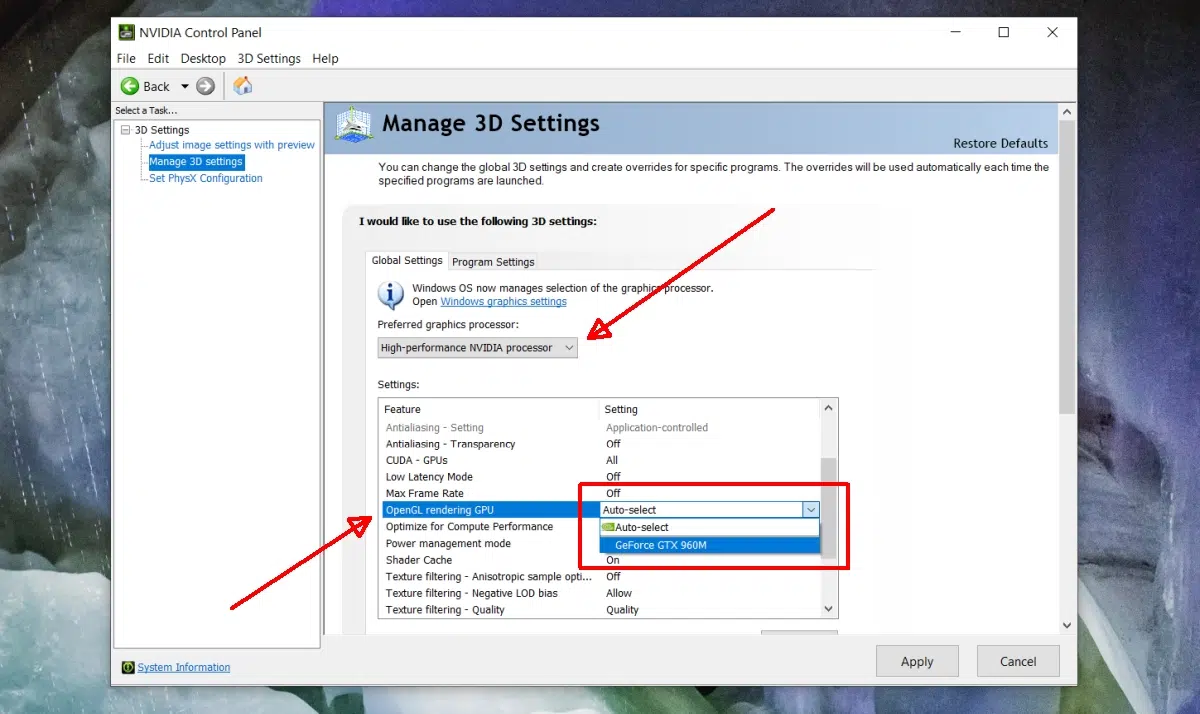 NVIDIA Control Panel
File Edit Desktop 3D Settings Help
Back
Select a Task...
3D Settings
Adjust image settings with preview
Manage 3D settings
Set PhysX Configuration
System Information
Manage 3D Settings
Restore Defaults
You can change the global 3D settings and create overrides for specific programs. The overrides will be used automatically each time the
specified programs are launched.
I would like to use the following 3D settings:
Global Settings Program Settings
Windows OS now manages selection of the graphics processor.
Open Windows graphics settings
Preferred graphics processor:
High-performance NVIDIA processor
Settings:
Feature Setting
Antialiasing - Setting Application-controlled
Antialiasing - Transparency Off
CUDA - GPUs All
Low Latency Mode Off
Max Frame Rate Off
OpenGL rendering GPU Auto-select
Optimize for Compute Performance Auto-select
Power management mode GeForce GTX 960M
Shader Cache On
Texture filtering - Anisotropic sample opti... Off
Texture filtering - Negative LOD bias Allow
Texture filtering - Quality Quality
Apply Cancel